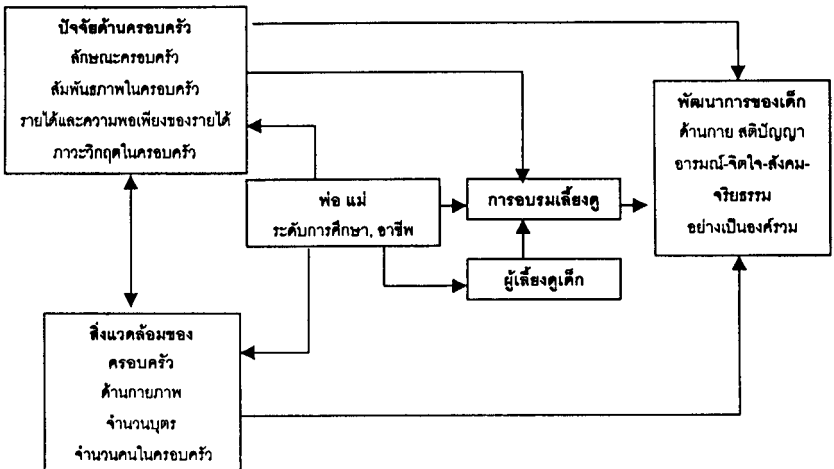 ปัจจัยด้านครอบครัว
ลักษณะครอบครัว
สัมพันธภาพในครอบครัว
รายได้และความพอเพียงของรายได้
ภาวะวิกฤตในครอบครัว
พ่อ แม่
ระดับการศึกษา, อาชีพ
การอบรมเลี้ยงดู
ผู้เลี้ยงดูเด็ก
พัฒนาการของเด็ก
ด้านกาย สติปัญญา
อารมณ์-จิตใจ-สังคม-
จริยธรรม
อย่างเป็นองค์รวม
สิ่งแวดล้อมของ
ครอบครัว
ด้านกายภาพ
จำนวนบุตร
จำนวนคนในครอบครัว